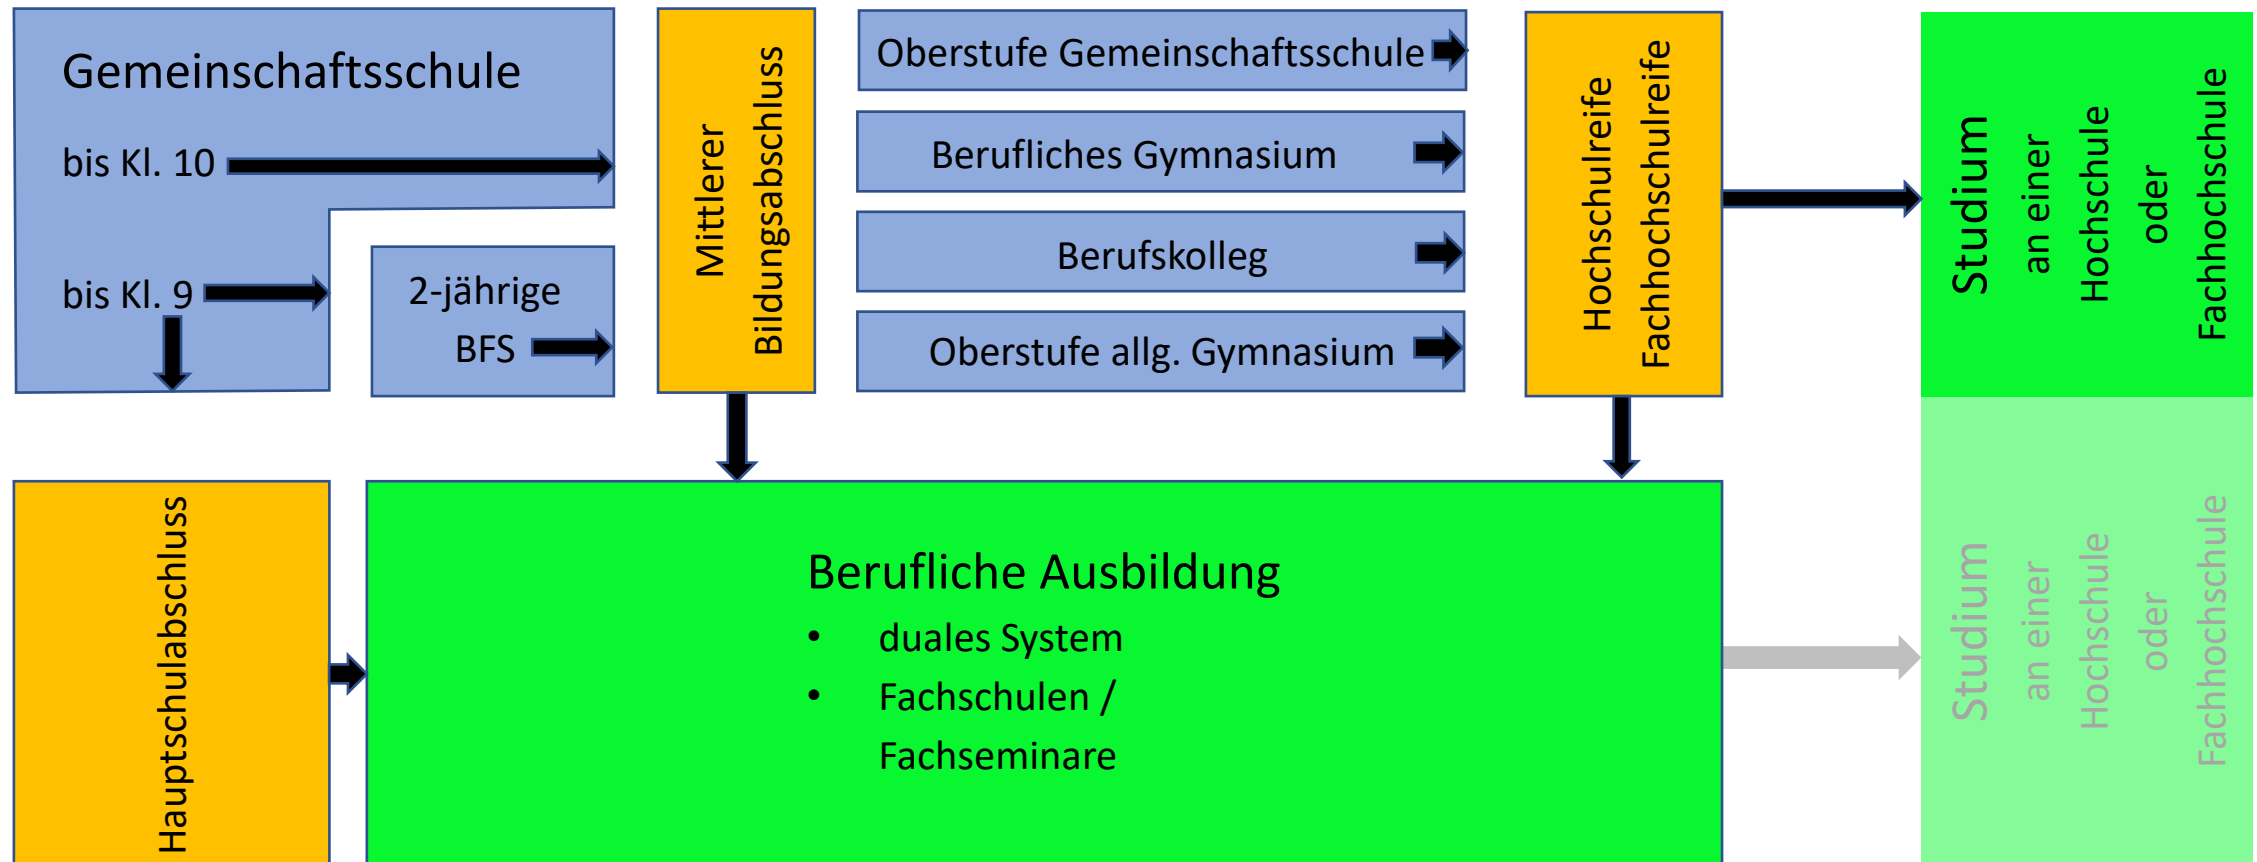 Gemeinschaftsschule
bis Kl. 10
bis Kl. 9
2-jährige
BFS
Mittlerer
Bildungsabschluss
Oberstufe Gemeinschaftsschule
Berufliches Gymnasium
Berufskolleg
Oberstufe allg. Gymnasium
Hochschulreife
Fachhochschulreife
Studium
an einer
Hochschule
oder
Fachhochschule
Hauptschulabschluss
Berufliche Ausbildung
• duales System
• Fachschulen /
Fachseminare
Studium
an einer
Hochschule
oder
Fachhochschule